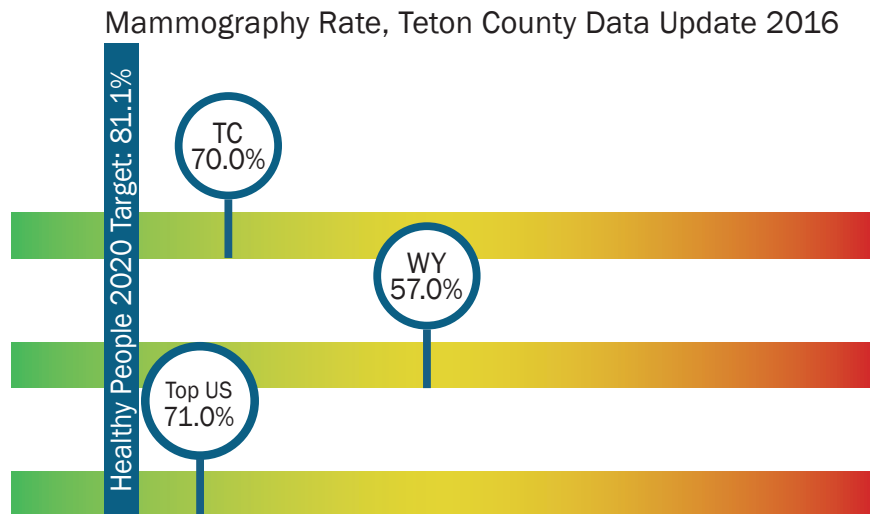 Mammography Rate, Teton County Data Update 2016
Healthy People 2020 Target: 81.1%
TC
70.0%
WY
57.0%
Top US
71.0%